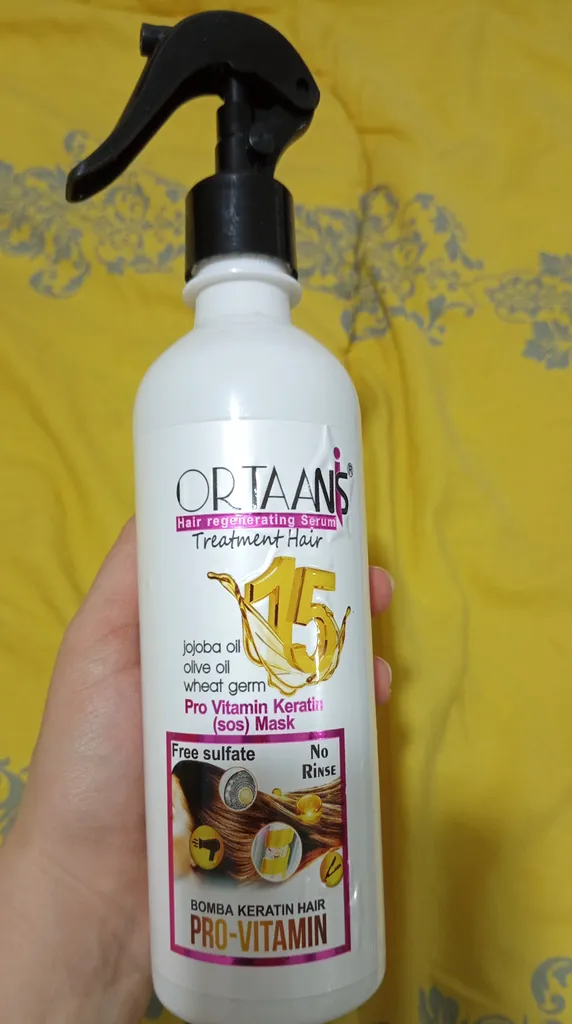 ORTAANiS®
Hair regenerating Serum
Treatment Hair
15
jojoba oil
olive oil
wheat germ
Pro Vitamin Keratin
(sos) Mask
Free sulfate
No
Rinse
BOMBA KERATIN HAIR
PRO-VITAMIN